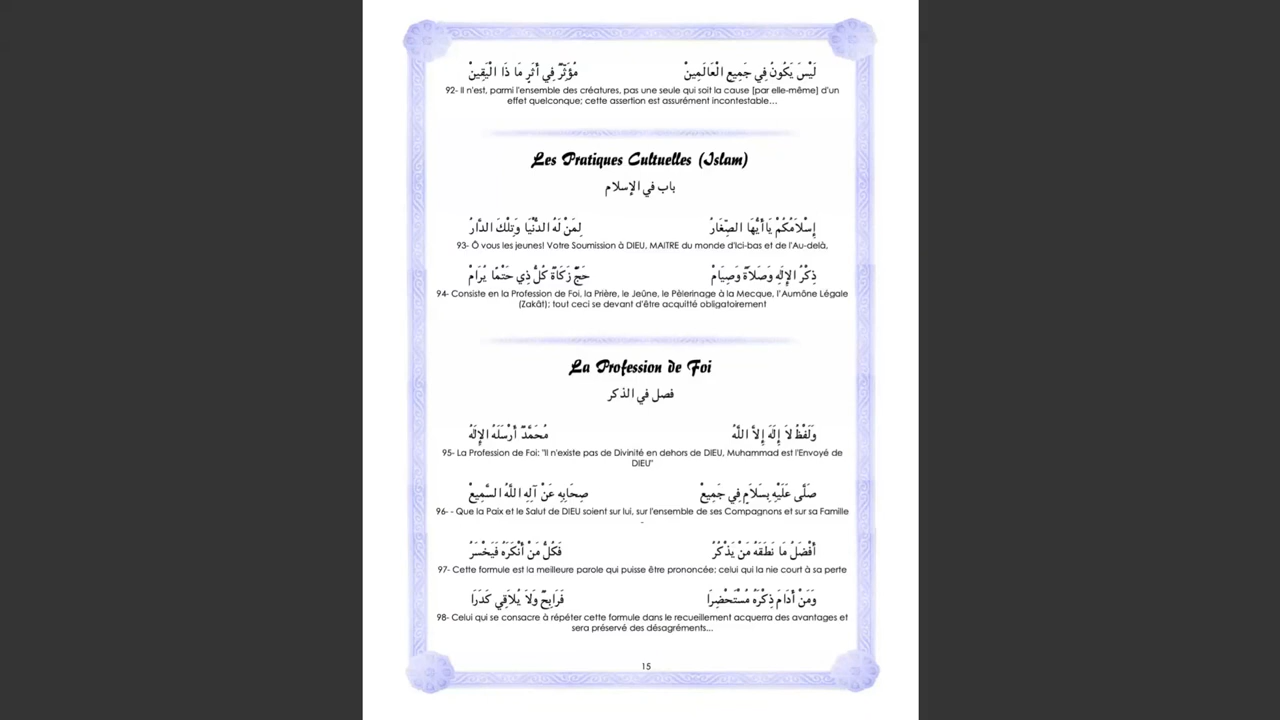 لَيْسَ يَكُونُ فِي جَمِيعِ الْعَالَمِينْ مُؤَثِّرٌ فِي أَثَرٍ مَا ذَا الْيَقِينْ
92- Il n'est, parmi l'ensemble des créatures, pas une seule qui soit la cause [par elle-même] d'un
effet quelconque; cette assertion est assurément incontestable...
Les Pratiques Cultuelles (Islam)
باب في الإسلام
إِسْلَامُكُمْ يَاأَيُّهَا الصِّغَارُ لِمَنْ لَهُ الدُّنْيَا وَتِلْكَ الدَّارُ
93- Ô vous les jeunes! Votre Soumission à DIEU, MAITRE du monde d'Ici-bas et de l'Au-delà,
ذِكْرُ الإِلَهِ وَصَلاَةٌ وَصِيَامْ حَجٌّ زَكَاةٌ كُلُّ ذِي حَتْمًا يُرَامْ
94- Consiste en la Profession de Foi, la Prière, le Jeûne, le Pèlerinage à la Mecque, l'Aumône Légale
(Zakât); tout ceci se devant d'être acquitté obligatoirement
La Profession de Foi
فصل في الذكر
وَلَفْظُ لاَ إِلَهَ إِلاَّ اللَّهُ مُحَمَّدٌ أَرْسَلَهُ الإِلَهُ
95- La Profession de Foi: "Il n'existe pas de Divinité en dehors de DIEU, Muhammad est l'Envoyé de
DIEU"
صَلَّى عَلَيْهِ بِسَلاَمٍ فِي جَمِيعْ صِحَابِهِ عَنْ آلِهِ اللَّهُ السَّمِيعْ
96- - Que la Paix et le Salut de DIEU soient sur lui, sur l'ensemble de ses Compagnons et sur sa Famille
-
أَفْضَلُ مَا نَطَقَهُ مَنْ يَذْكُرُ فَكُلُّ مَنْ أَنْكَرَهُ فَيَخْسَرُ
97- Cette formule est la meilleure parole qui puisse être prononcée; celui qui la nie court à sa perte
وَمَنْ أَدَامَ ذِكْرَهُ مُسْتَحْضِرَا فَرَابِحٌ وَلاَ يُلاَقِي كَدَرَا
98- Celui qui se consacre à répéter cette formule dans le recueillement acquerra des avantages et
sera préservé des désagréments...
15